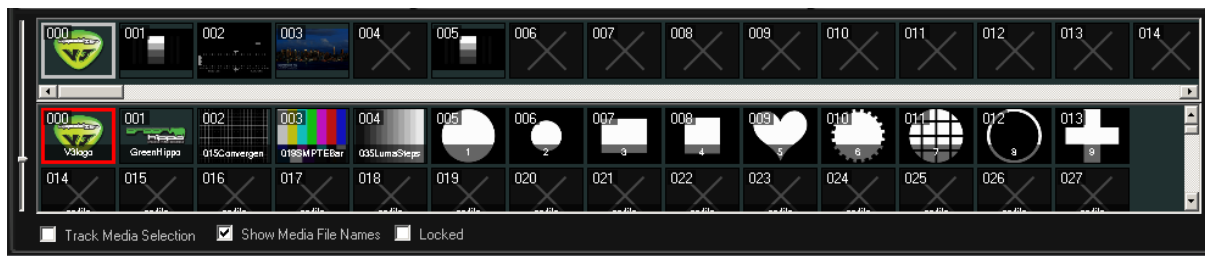 000 001 002 003 004 005 006 007 008 009 010 011 012 013 014
000 001 002 003 004 005 006 007 008 009 010 011 012 013
V3logo GreenHippo 015Convergen 019SMPTEBar 035LumaSteps 1 2 3 4 5 6 7 8 9
014 015 016 017 018 019 020 021 022 023 024 025 026 027
Track Media Selection Show Media File Names Locked